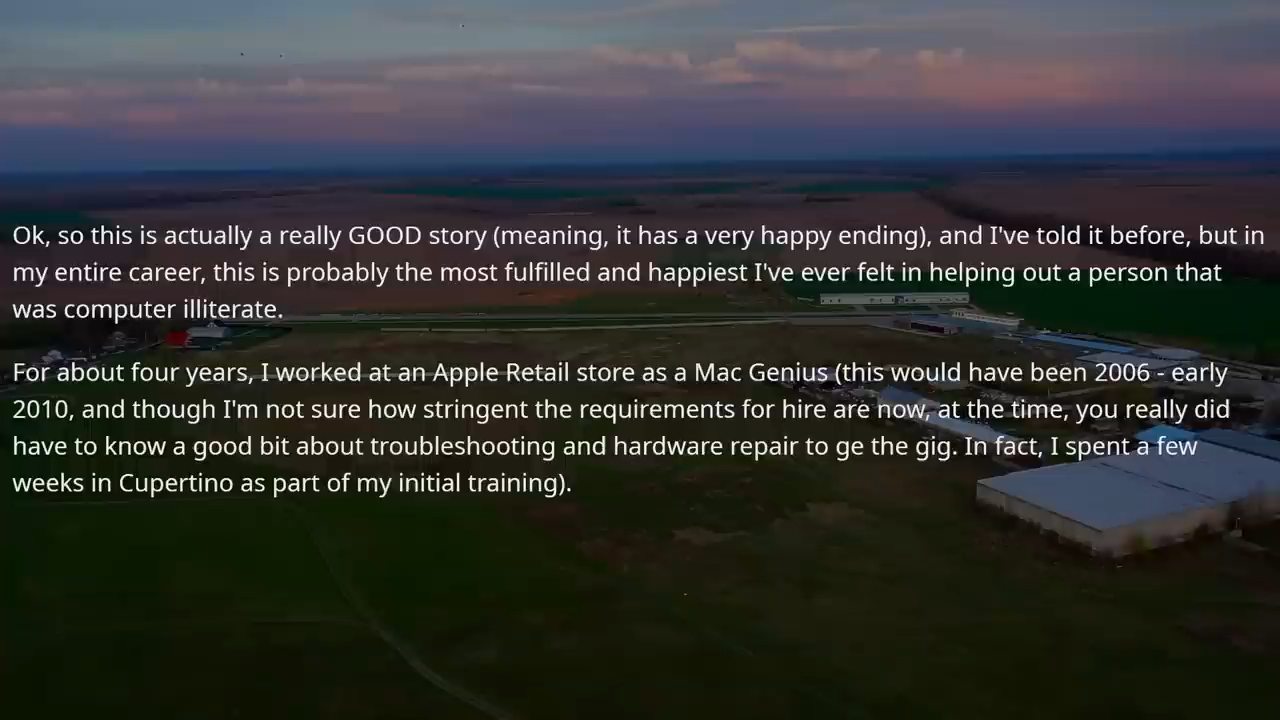 Ok, so this is actually a really GOOD story (meaning, it has a very happy ending), and I've told it before, but in
my entire career, this is probably the most fulfilled and happiest I've ever felt in helping out a person that
was computer illiterate.
For about four years, I worked at an Apple Retail store as a Mac Genius (this would have been 2006 - early
2010, and though I'm not sure how stringent the requirements for hire are now, at the time, you really did
have to know a good bit about troubleshooting and hardware repair to ge the gig. In fact, I spent a few
weeks in Cupertino as part of my initial training).